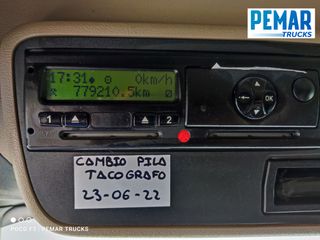 PEMAR
TRUCKS
17:31 0km/h
779210.5km 0
1 2
CAMBIO PILA
TACOGRAFO
23-06-22
POCO F3 | PEMAR TRUCKS